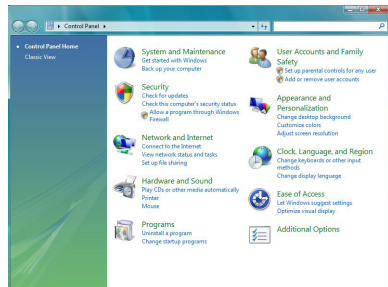 Control Panel
Control Panel Home
Classic View
System and Maintenance
Get started with Windows
Back up your computer
Security
Check for updates
Check this computer's security status
Allow a program through Windows
Firewall
Network and Internet
Connect to the Internet
View network status and tasks
Set up file sharing
Hardware and Sound
Play CDs or other media automatically
Printer
Mouse
Programs
Uninstall a program
Change startup programs
User Accounts and Family
Safety
Set up parental controls for any user
Add or remove user accounts
Appearance and
Personalization
Change desktop background
Customize colors
Adjust screen resolution
Clock, Language, and Region
Change keyboards or other input
methods
Change display language
Ease of Access
Let Windows suggest settings
Optimize visual display
Additional Options